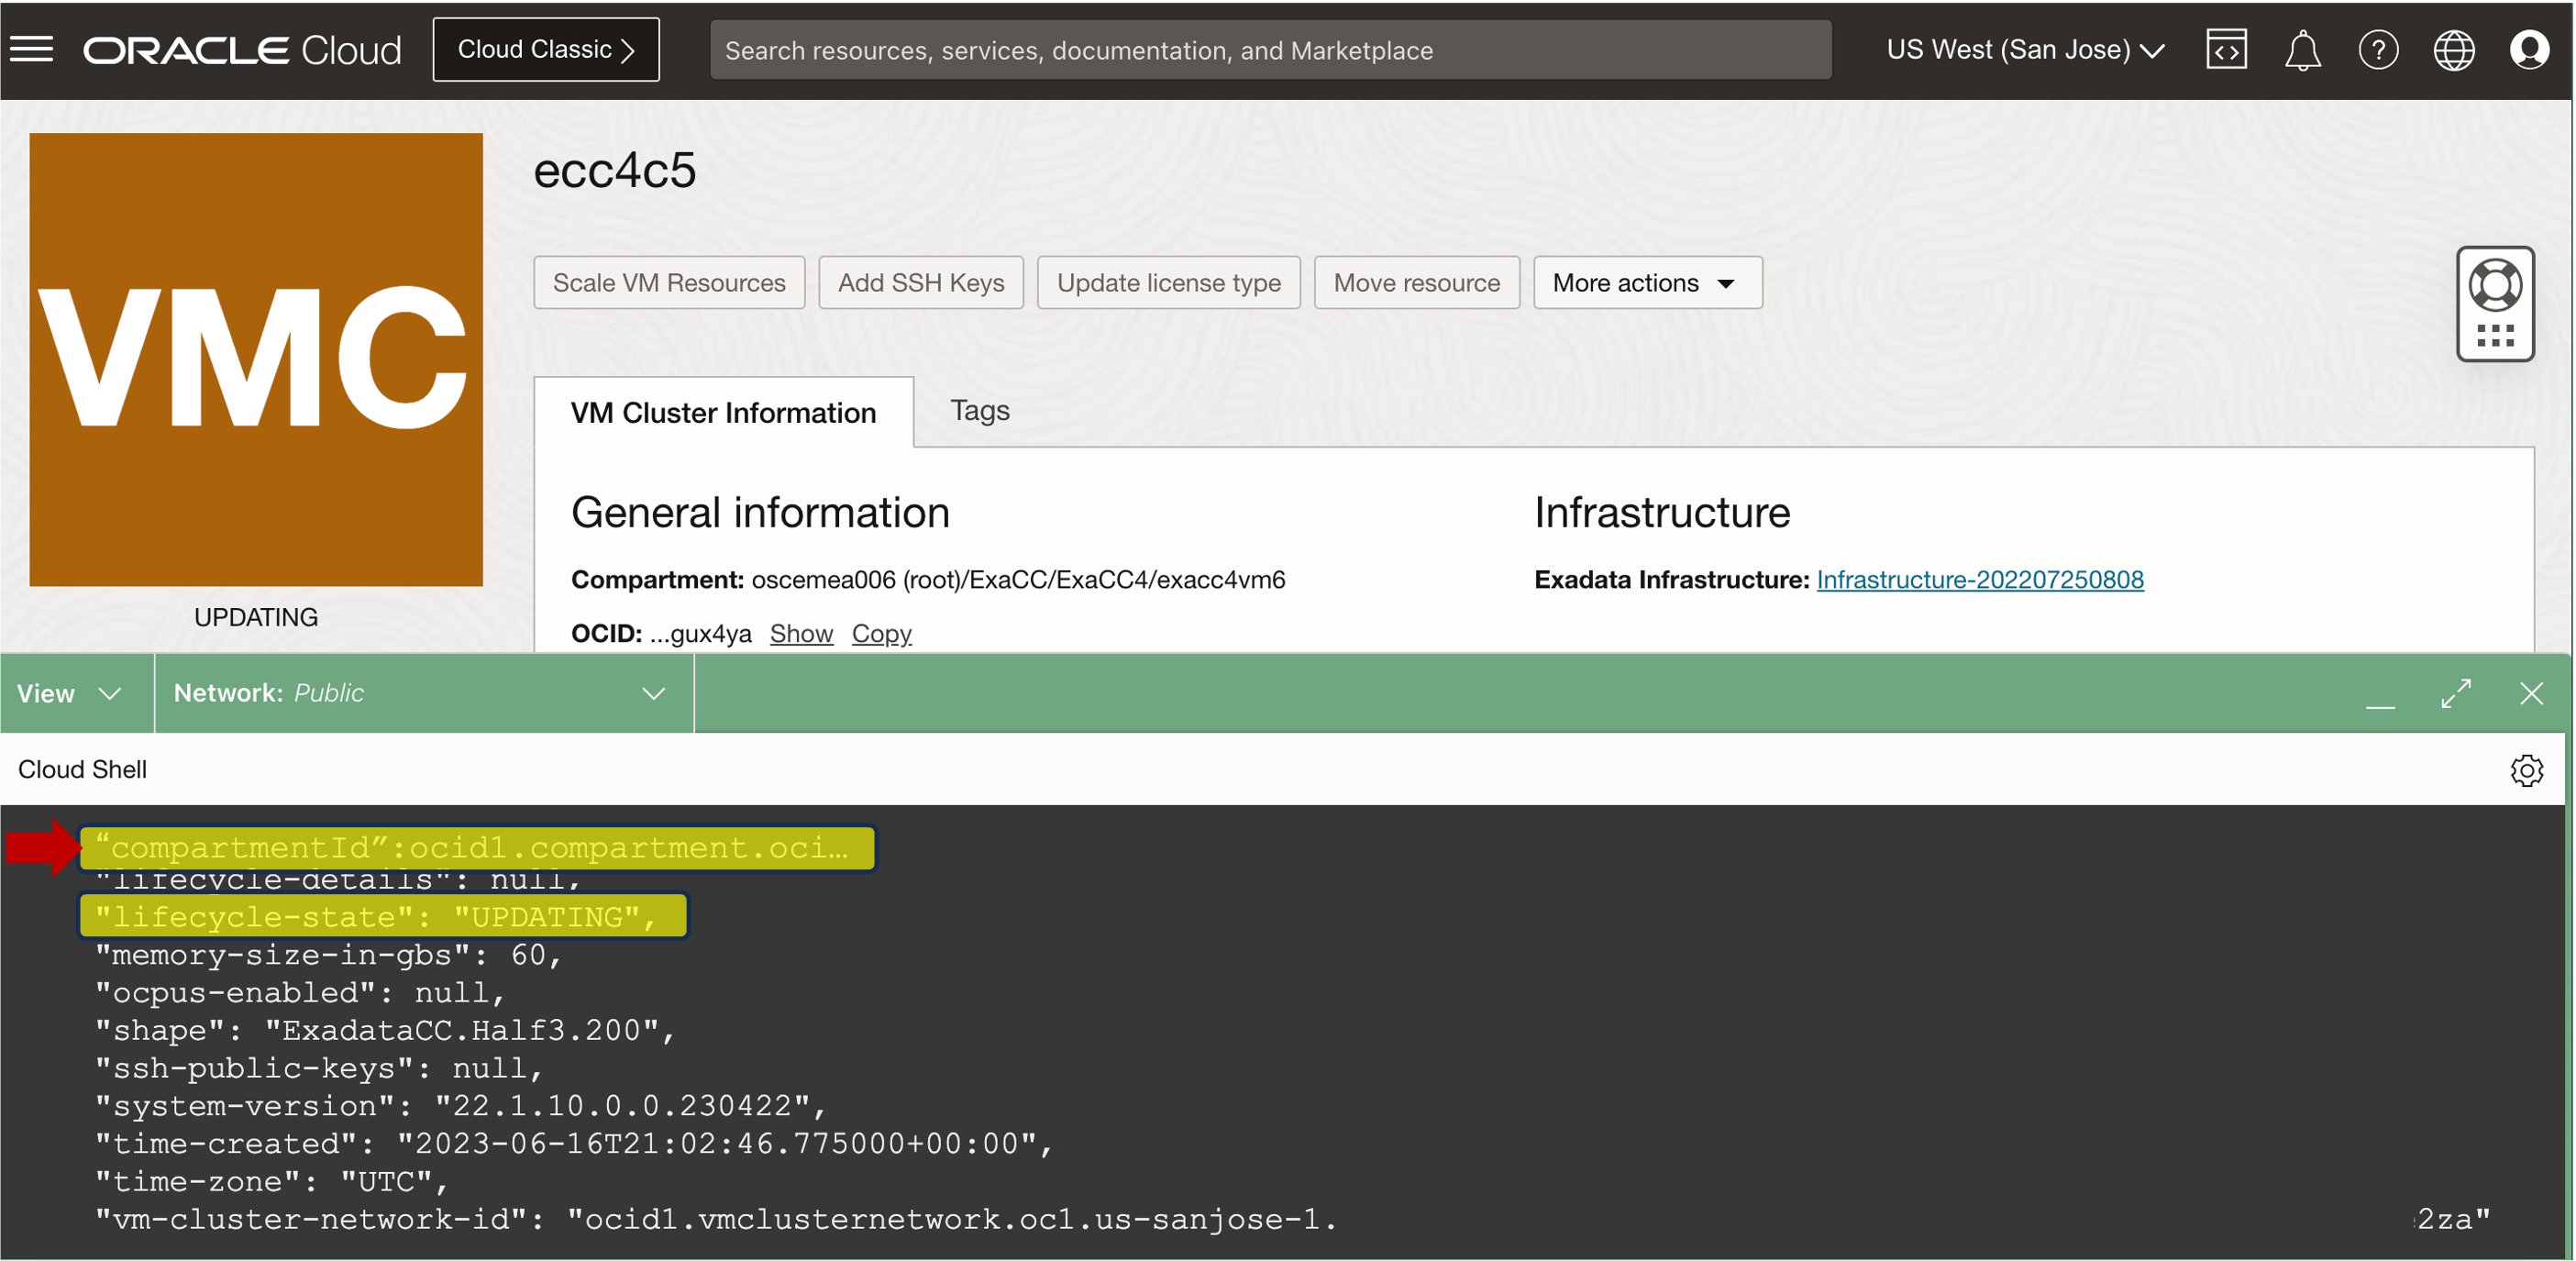 ORACLE Cloud
Cloud Classic
Search resources, services, documentation, and Marketplace
US West (San Jose)
VMC
UPDATING
ecc4c5
Scale VM Resources
Add SSH Keys
Update license type
Move resource
More actions
VM Cluster Information
Tags
General information
Compartment: oscemea006 (root)/ExaCC/ExaCC4/exacc4vm6
OCID: ...gux4ya Show Copy
Infrastructure
Exadata Infrastructure: Infrastructure-202207250808
View
Network: Public
Cloud Shell
“compartmentId”:ocid1.compartment.oci…
"lifecycle-details": null,
"lifecycle-state": "UPDATING",
"memory-size-in-gbs": 60,
"ocpus-enabled": null,
"shape": "ExadataCC.Half3.200",
"ssh-public-keys": null,
"system-version": "22.1.10.0.0.230422",
"time-created": "2023-06-16T21:02:46.775000+00:00",
"time-zone": "UTC",
"vm-cluster-network-id": "ocid1.vmclusternetwork.oc1.us-sanjose-1. 2za"